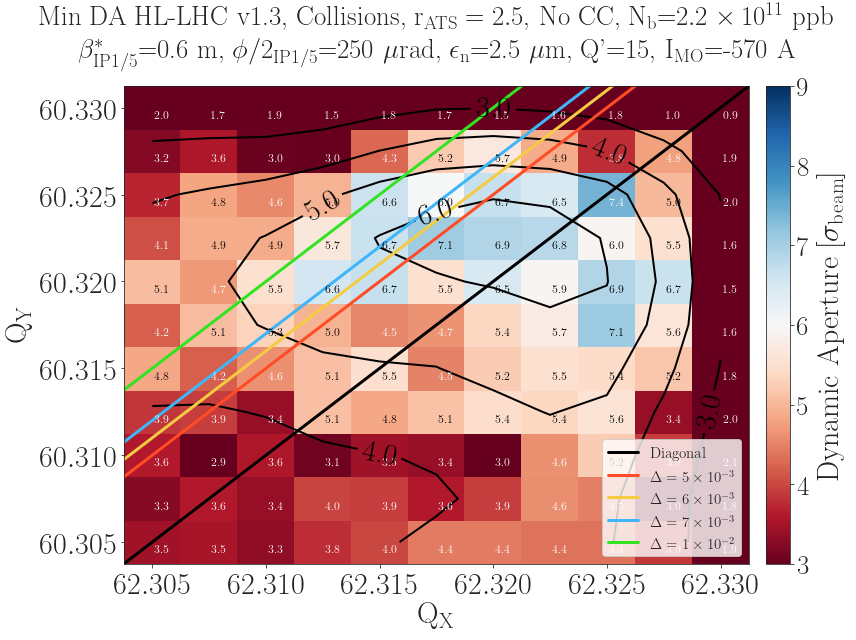 Min DA HL-LHC v1.3, Collisions, r_ATS = 2.5, No CC, N_b=2.2 × 10^11 ppb
β*_IP1/5=0.6 m, ϕ/2_IP1/5=250 μrad, ϵ_n=2.5 μm, Q'=15, I_MO=-570 A
60.330
60.325
60.320
60.315
60.310
60.305
Q_Y
2.0 1.7 1.9 1.5 1.8 1.7 1.5 1.6 1.8 1.0 0.9
3.2 3.6 3.0 3.0 4.3 5.2 5.7 4.9 4.8 1.9
3.7 4.8 4.6 6.6 6.7 6.5 7.4 5.0 2.0
4.1 4.9 4.9 5.7 6.7 7.1 6.9 6.8 6.0 5.5 1.6
5.1 4.7 5.5 6.6 6.7 5.5 5.9 6.9 6.7 1.5
4.2 5.1 5.3 5.0 4.5 4.7 5.4 5.7 7.1 5.6 1.6
4.8 4.2 4.6 5.1 5.5 4.5 5.2 5.5 5.4 5.2 1.8
3.9 3.9 3.4 5.1 4.8 5.1 5.4 5.4 5.6 3.4 2.0
3.6 2.9 3.6 3.1 3.4 3.0 4.6 2.1
3.3 3.6 3.4 3.9 4.0 3.6 3.9 4.6
3.5 3.5 3.3 3.8 4.0 4.4 4.4 4.4
3.0
4.0
5.0
6.0
4.0
3.0
Diagonal
Δ = 5 × 10^−3
Δ = 6 × 10^−3
Δ = 7 × 10^−3
Δ = 1 × 10^−2
62.305 62.310 62.315 62.320 62.325 62.330
Q_X
9
8
7
6
5
4
3
Dynamic Aperture [σ_beam]